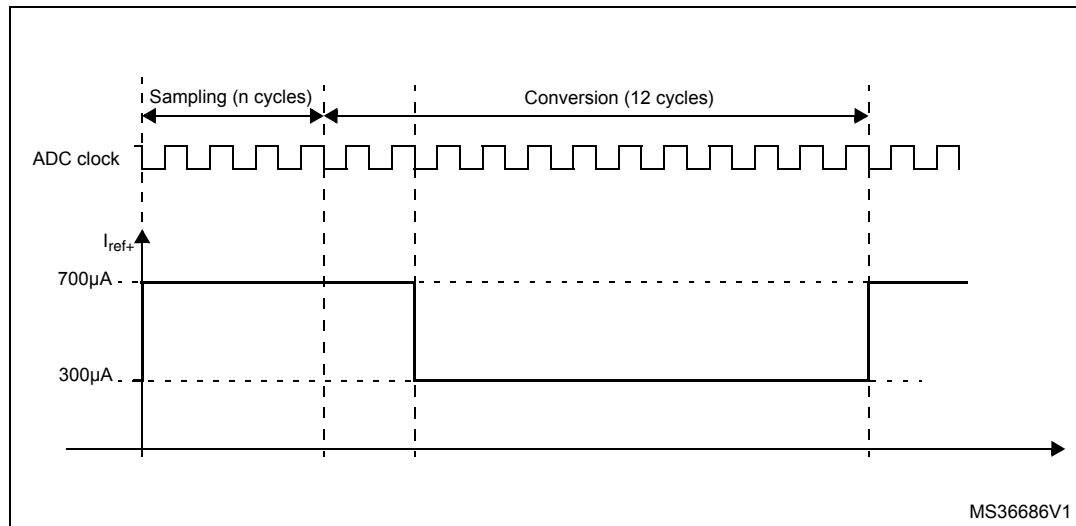 Sampling (n cycles)
Conversion (12 cycles)
ADC clock
Iref+
700µA
300µA
MS36686V1